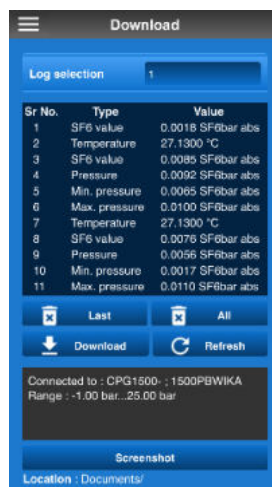 Download
Log selection 1
Sr No. Type Value
1 SF6 value 0.0018 SF6bar abs
2 Temperature 27.1300 °C
3 SF6 value 0.0085 SF6bar abs
4 Pressure 0.0092 SF6bar abs
5 Min. pressure 0.0065 SF6bar abs
6 Max. pressure 0.0100 SF6bar abs
7 Temperature 27.1300 °C
8 SF6 value 0.0076 SF6bar abs
9 Pressure 0.0056 SF6bar abs
10 Min. pressure 0.0017 SF6bar abs
11 Max. pressure 0.0110 SF6bar abs
Last All
Download Refresh
Connected to : CPG1500- ; 1500PBWIKA
Range : -1.00 bar...25.00
bar
Screenshot
Location : Documents/